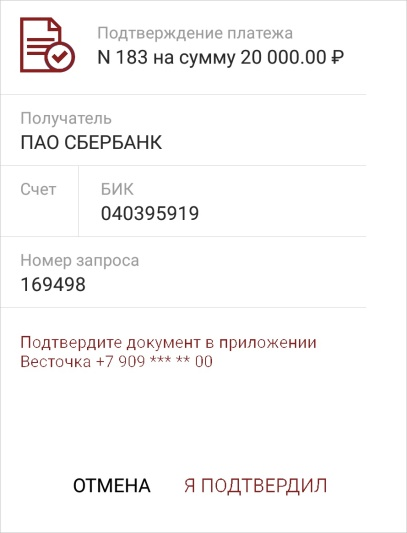 Подтверждение платежа
N 183 на сумму 20 000.00 ₽
Получатель
ПАО СБЕРБАНК
Счет
БИК
040395919
Номер запроса
169498
Подтвердите документ в приложении
Весточка +7 909 *** ** 00
ОТМЕНА
Я ПОДТВЕРДИЛ